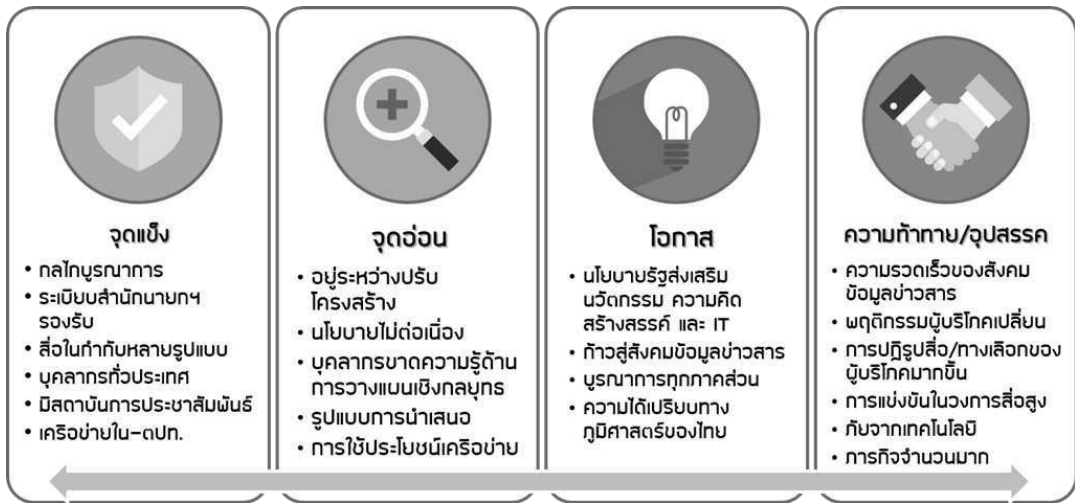 จุดแข็ง
• กลไกบูรณาการ
• ระเบียบสำนักนายกฯ
รองรับ
• สื่อในกำกับหลายรูปแบบ
• บุคลากรทั่วประเทศ
• มีสถาบันการประชาสัมพันธ์
• เครือข่ายใน-ตปท.
จุดอ่อน
• อยู่ระหว่างปรับ
โครงสร้าง
• นโยบายไม่ต่อเนื่อง
• บุคลากรขาดความรู้ด้าน
การวางแผนเชิงกลยุทธ
• รูปแบบการนำเสนอ
• การใช้ประโยชน์เครือข่าย
โอกาส
• นโยบายรัฐส่งเสริม
นวัตกรรม ความคิด
สร้างสรรค์ และ IT
• ก้าวสู่สังคมข้อมูลข่าวสาร
• บูรณาการทุกภาคส่วน
• ความได้เปรียบทาง
ภูมิศาสตร์ของไทย
ความท้าทาย/อุปสรรค
• ความรวดเร็วของสังคม
ข้อมูลข่าวสาร
• พฤติกรรมผู้บริโภคเปลี่ยน
• การปฏิรูปสื่อ/ทางเลือกของ
ผู้บริโภคมากขึ้น
• การแข่งขันในวงการสื่อสูง
• ภัยจากเทคโนโลยี
• ภารกิจจำนวนมาก